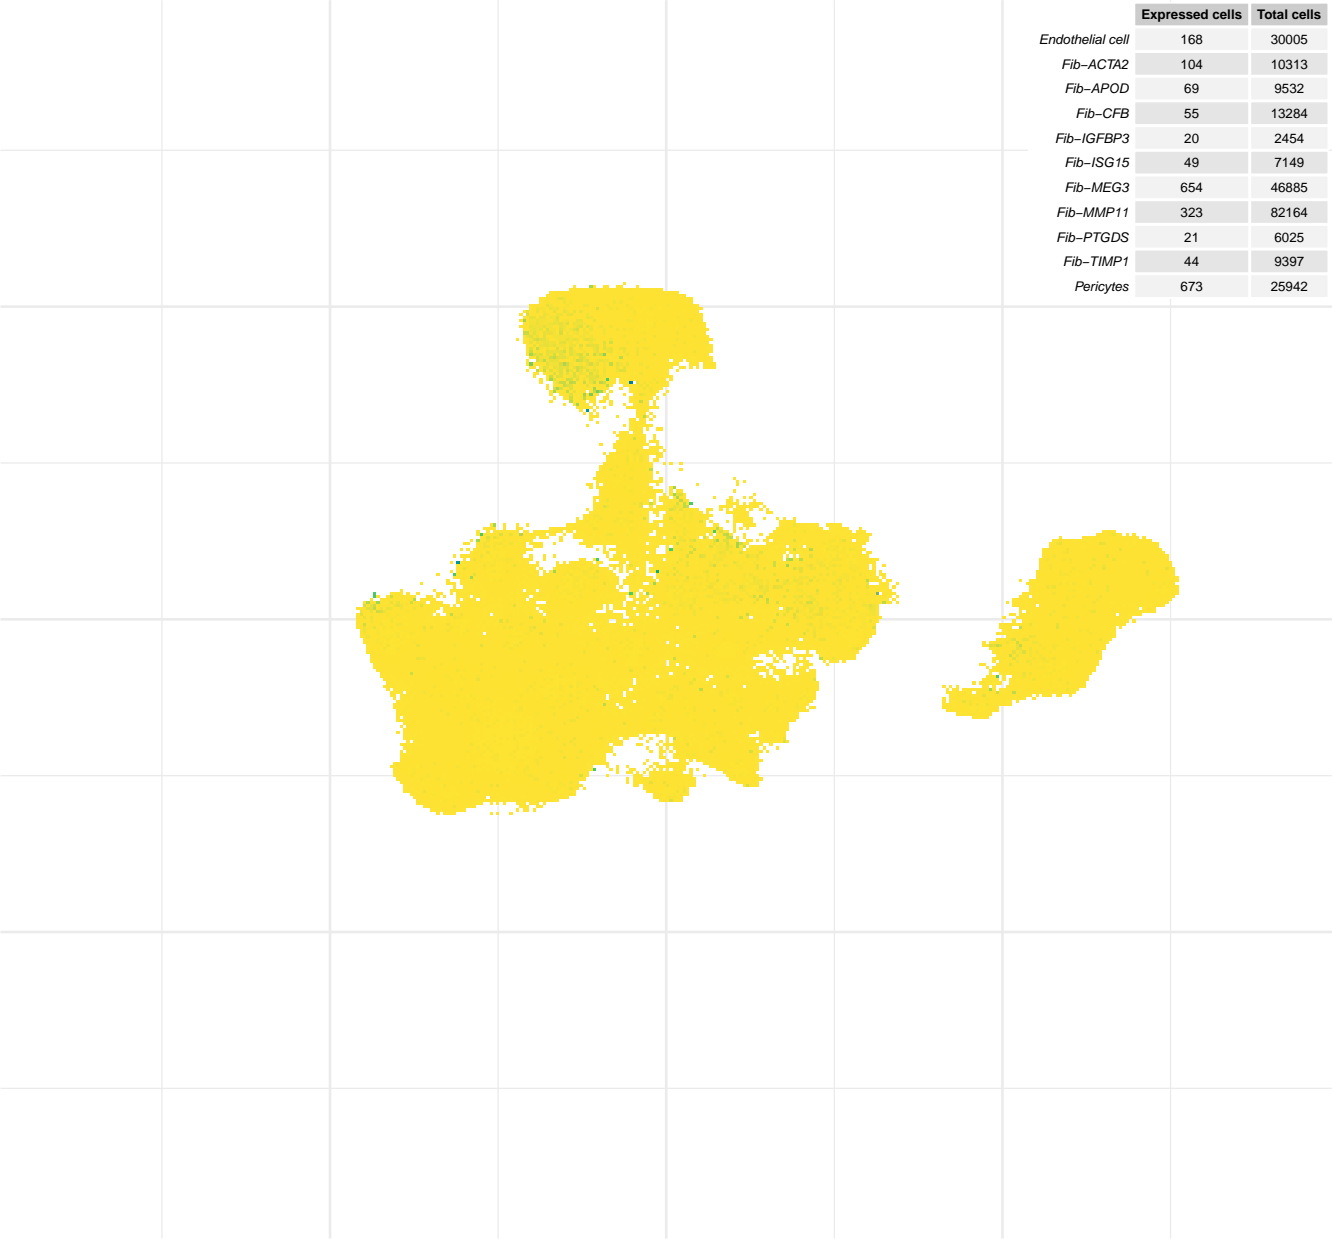 Expressed cells Total cells
Endothelial cell 168 30005
Fib−ACTA2 104 10313
Fib−APOD 69 9532
Fib−CFB 55 13284
Fib−IGFBP3 20 2454
Fib−ISG15 49 7149
Fib−MEG3 654 46885
Fib−MMP11 323 82164
Fib−PTGDS 21 6025
Fib−TIMP1 44 9397
Pericytes 673 25942